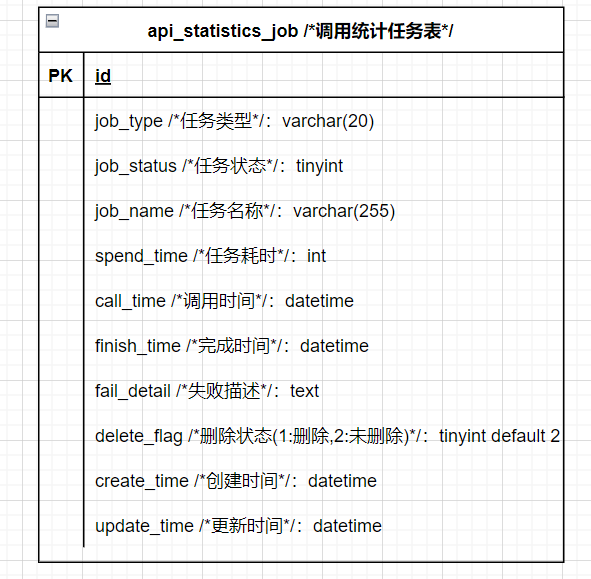 api_statistics_job /*调用统计任务表*/
PK id
job_type /*任务类型*/：varchar(20)
job_status /*任务状态*/：tinyint
job_name /*任务名称*/：varchar(255)
spend_time /*任务耗时*/：int
call_time /*调用时间*/：datetime
finish_time /*完成时间*/：datetime
fail_detail /*失败描述*/：text
delete_flag /*删除状态(1:删除,2:未删除)*/：tinyint default 2
create_time /*创建时间*/：datetime
update_time /*更新时间*/：datetime